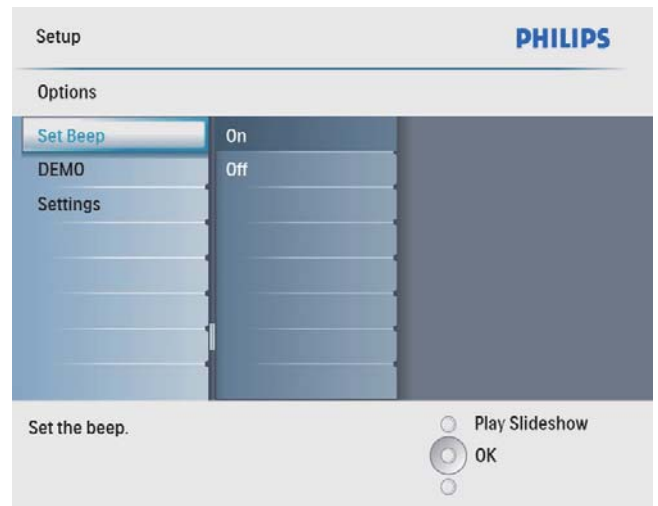 Setup
PHILIPS
Options
Set Beep
On
DEMO
Off
Settings
Set the beep.
Play Slideshow
OK